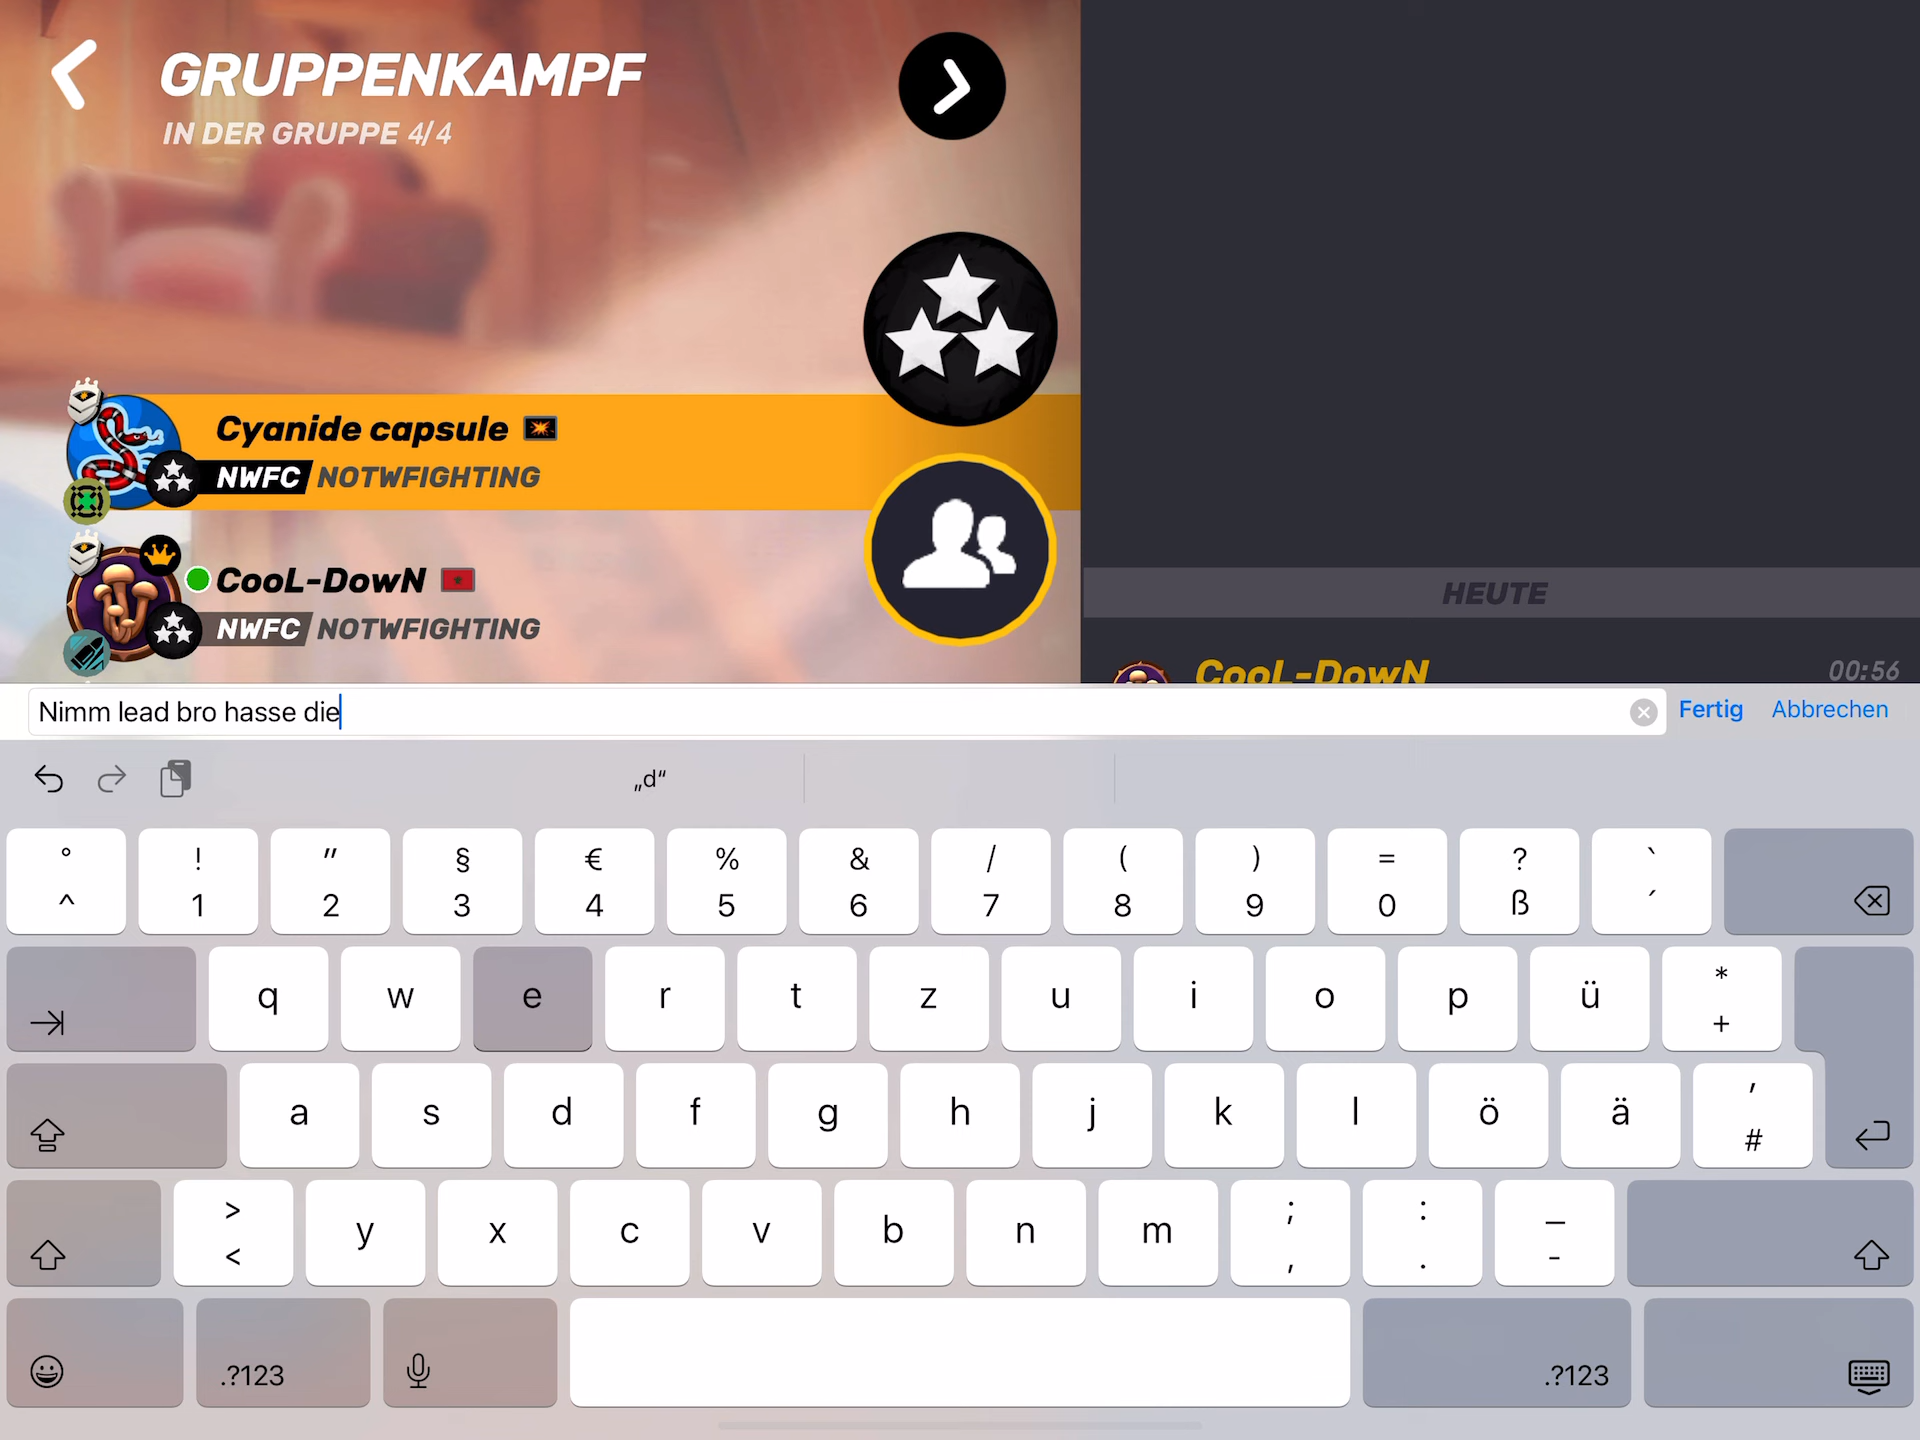 GRUPPENKAMPF
IN DER GRUPPE 4/4
Cyanide capsule
NWFC NOTWFIGHTING
CooL-DowN
NWFC NOTWFIGHTING
HEUTE
CooL-DowN 00:56
Nimm lead bro hasse die
Fertig Abbrechen
„d“
° ! " § € % & / ( ) = ? `
^ 1 2 3 4 5 6 7 8 9 0 ß ´
q w e r t z u i o p ü * +
a s d f g h j k l ö ä ' #
> < y x c v b n m ; , : . _ -
.?123 .?123